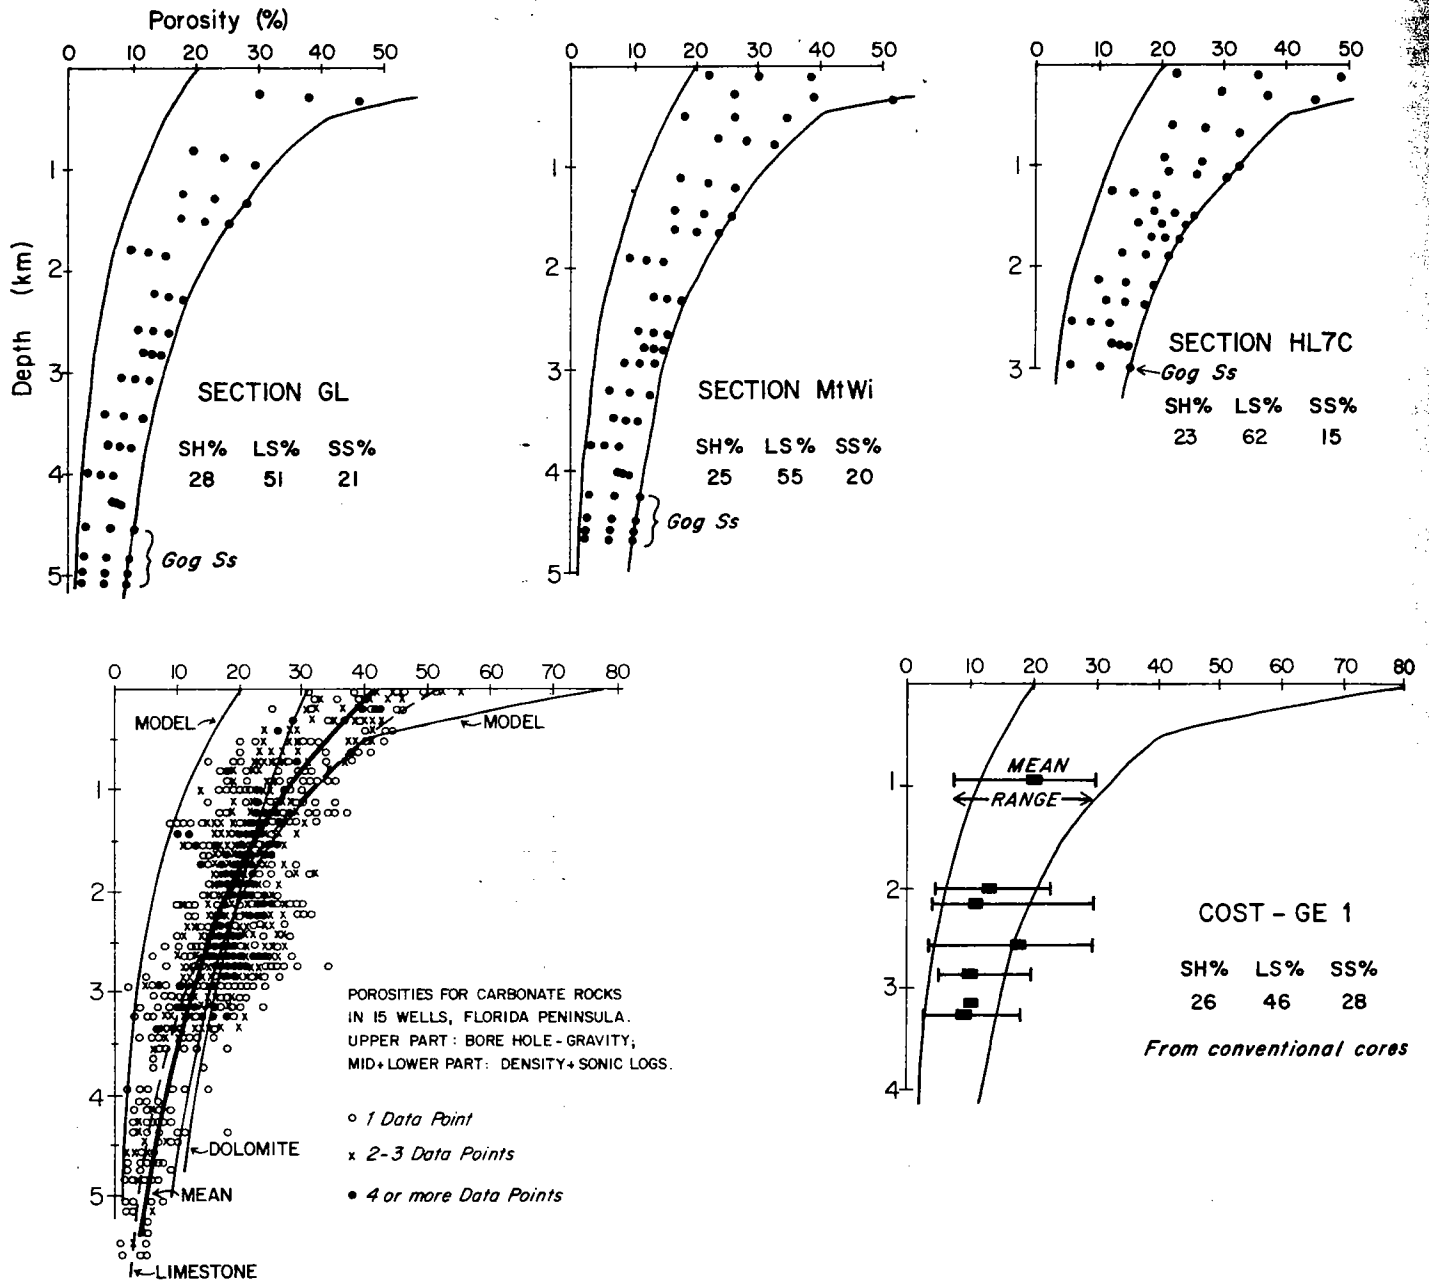 Porosity (%)
0 10 20 30 40 50
0 10 20 30 40 50
0 10 20 30 40 50
Depth (km)
1
2
3
4
5
SECTION GL
SH% LS% SS%
28 51 21
Gog Ss
1
2
3
4
5
SECTION MtWi
SH% LS% SS%
25 55 20
Gog Ss
1
2
3
SECTION HL7C
Gog Ss
SH% LS% SS%
23 62 15
0 10 20 30 40 50 60 70 80
MODEL
MODEL
1
2
3
4
5
POROSITIES FOR CARBONATE ROCKS
IN 15 WELLS, FLORIDA PENINSULA.
UPPER PART: BORE HOLE-GRAVITY;
MID+LOWER PART: DENSITY+SONIC LOGS.
o 1 Data Point
x 2-3 Data Points
• 4 or more Data Points
DOLOMITE
MEAN
LIMESTONE
0 10 20 30 40 50 60 70 80
1
2
3
4
MEAN
RANGE
COST-GE 1
SH% LS% SS%
26 46 28
From conventional cores